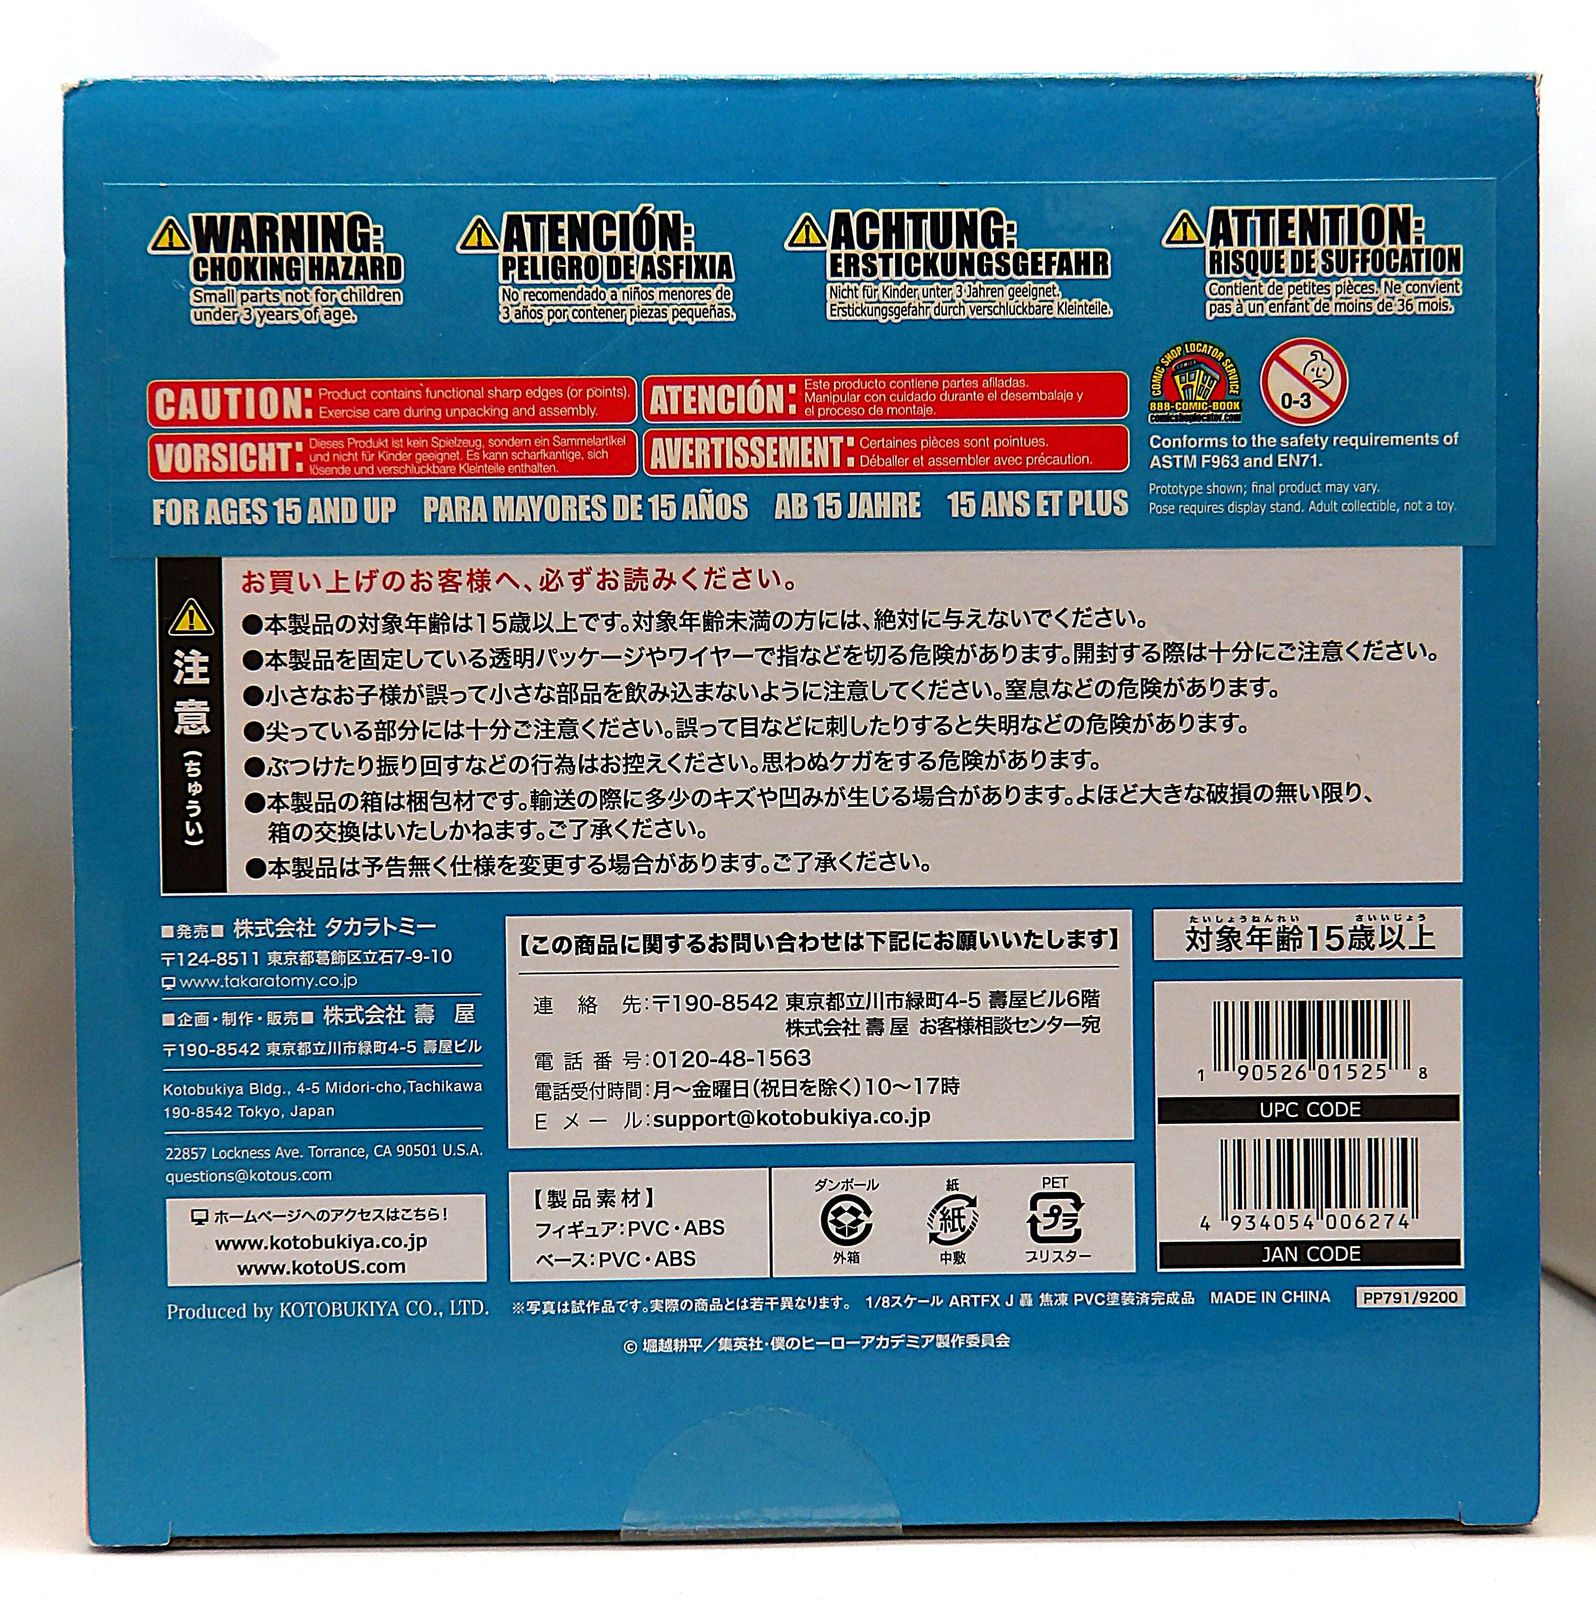 WARNING:
CHOKING HAZARD
Small parts not for children
under 3 years of age.
ATENCIÓN:
PELIGRO DE ASFIXIA
No recomendado a niños menores de
3 años por contener piezas pequeñas.
ACHTUNG:
ERSTICKUNGSGEFAHR
Nicht für Kinder unter 3 Jahren geeignet.
Erstickungsgefahr durch verschluckbare Kleinteile.
ATTENTION:
RISQUE DE SUFFOCATION
Contient de petites pièces. Ne convient
pas à un enfant de moins de 36 mois.
CAUTION: Product contains functional sharp edges (or points).
Exercise care during unpacking and assembly.
ATENCIÓN: Este producto contiene partes afiladas.
Manipular con cuidado durante el desembalaje y
el proceso de montaje.
VORSICHT: Dieses Produkt ist kein Spielzeug, sondern ein Sammelartikel
und nicht für Kinder geeignet. Es kann scharfkantige, sich
lösende und verschluckbare Kleinteile enthalten.
AVERTISSEMENT: Certaines pièces sont pointues.
Déballer et assembler avec précaution.
FOR AGES 15 AND UP PARA MAYORES DE 15 AÑOS AB 15 JAHRE 15 ANS ET PLUS
COMIC SHOP LOCATOR SERVICE
888-COMIC-BOOK
comicshoplocator.com
0-3
Conforms to the safety requirements of
ASTM F963 and EN71.
Prototype shown; final product may vary.
Pose requires display stand. Adult collectible, not a toy.
注意(ちゅうい)
お買い上げのお客様へ、必ずお読みください。
●本製品の対象年齢は15歳以上です。対象年齢未満の方には、絶対に与えないでください。
●本製品を固定している透明パッケージやワイヤーで指などを切る危険があります。開封する際は十分にご注意ください。
●小さなお子様が誤って小さな部品を飲み込まないように注意してください。窒息などの危険があります。
●尖っている部分には十分ご注意ください。誤って目などに刺したりすると失明などの危険があります。
●ぶつけたり振り回すなどの行為はお控えください。思わぬケガをする危険があります。
●本製品の箱は梱包材です。輸送の際に多少のキズや凹みが生じる場合があります。よほど大きな破損の無い限り、
箱の交換はいたしかねます。ご了承ください。
●本製品は予告無く仕様を変更する場合があります。ご了承ください。
■発売■ 株式会社 タカラトミー
〒124-8511 東京都葛飾区立石7-9-10
www.takaratomy.co.jp
■企画・制作・販売■ 株式会社 壽 屋
〒190-8542 東京都立川市緑町4-5 壽屋ビル
Kotobukiya Bldg., 4-5 Midori-cho,Tachikawa
190-8542 Tokyo, Japan
22857 Lockness Ave. Torrance, CA 90501 U.S.A.
questions@kotous.com
ホームページへのアクセスはこちら!
www.kotobukiya.co.jp
www.kotoUS.com
【この商品に関するお問い合わせは下記にお願いいたします】
連絡先:〒190-8542 東京都立川市緑町4-5 壽屋ビル6階
株式会社 壽屋 お客様相談センター宛
電話番号:0120-48-1563
電話受付時間:月〜金曜日(祝日を除く)10〜17時
Eメール:support@kotobukiya.co.jp
【製品素材】
フィギュア:PVC・ABS
ベース:PVC・ABS
ダンボール
外箱
紙
紙
中敷
PET
プラ
ブリスター
たいしょうねんれい さいいじょう
対象年齢15歳以上
1 90526 01525 8
UPC CODE
4 934054 006274
JAN CODE
Produced by KOTOBUKIYA CO., LTD. ※写真は試作品です。実際の商品とは若干異なります。 1/8スケール ARTFX J 轟 焦凍 PVC塗装済完成品 MADE IN CHINA PP791/9200
© 堀越耕平/集英社・僕のヒーローアカデミア製作委員会